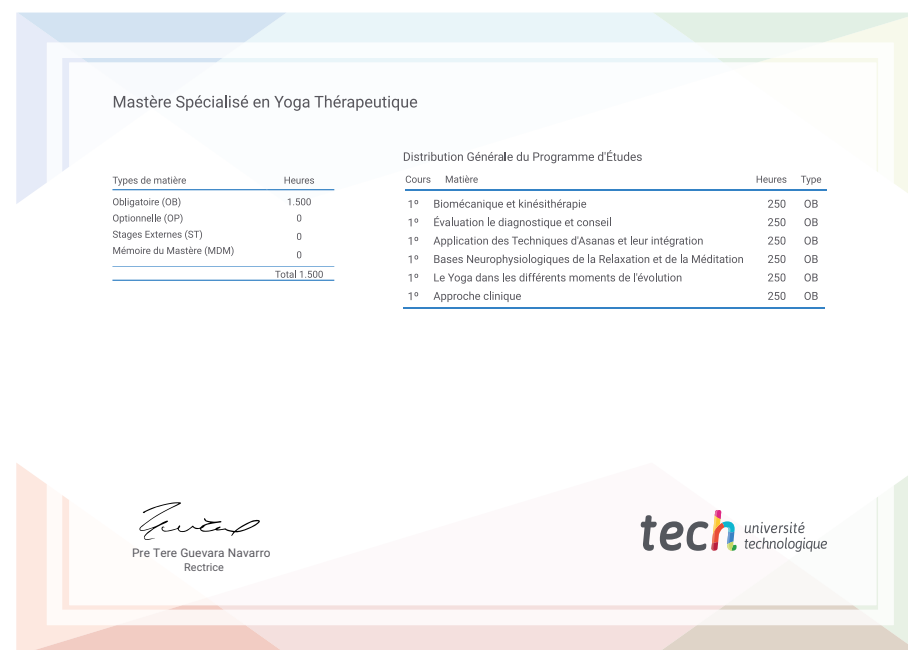 Mastère Spécialisé en Yoga Thérapeutique
Types de matière Heures
Obligatoire (OB) 1.500
Optionnelle (OP) 0
Stages Externes (ST) 0
Mémoire du Mastère (MDM) 0
Total 1.500
Distribution Générale du Programme d'Études
Cours Matière Heures Type
1º Biomécanique et kinésithérapie 250 OB
1º Évaluation le diagnostique et conseil 250 OB
1º Application des Techniques d'Asanas et leur intégration 250 OB
1º Bases Neurophysiologiques de la Relaxation et de la Méditation 250 OB
1º Le Yoga dans les différents moments de l'évolution 250 OB
1º Approche clinique 250 OB
Pre Tere Guevara Navarro
Rectrice
tech université
technologique